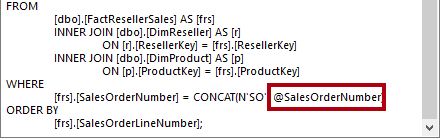 FROM
[dbo].[FactResellerSales] AS [frs]
INNER JOIN [dbo].[DimReseller] AS [r]
ON [r].[ResellerKey] = [frs].[ResellerKey]
INNER JOIN [dbo].[DimProduct] AS [p]
ON [p].[ProductKey] = [frs].[ProductKey]
WHERE
[frs].[SalesOrderNumber] = CONCAT(N'SO' @SalesOrderNumber)
ORDER BY
[frs].[SalesOrderLineNumber];